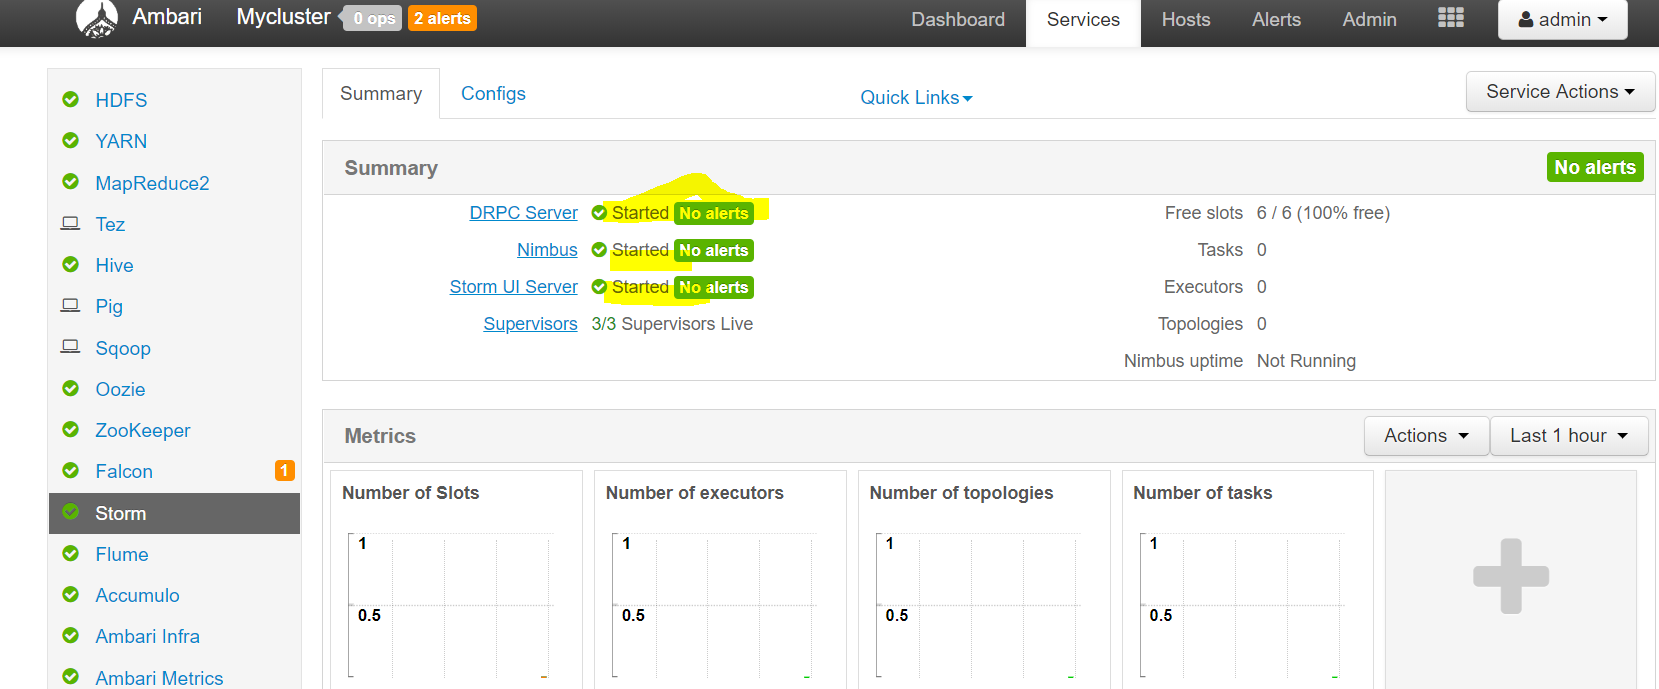 Ambari Mycluster 0 ops 2 alerts Dashboard Services Hosts Alerts Admin admin
Summary Configs Quick Links Service Actions
HDFS
YARN
MapReduce2
Tez
Hive
Pig
Sqoop
Oozie
ZooKeeper
Falcon 1
Storm
Flume
Accumulo
Ambari Infra
Ambari Metrics
Summary No alerts
DRPC Server Started No alerts
Nimbus Started No alerts
Storm UI Server Started No alerts
Supervisors 3/3 Supervisors Live
Free slots 6 / 6 (100% free)
Tasks 0
Executors 0
Topologies 0
Nimbus uptime Not Running
Metrics Actions Last 1 hour
Number of Slots
1
0.5
Number of executors
1
0.5
Number of topologies
1
0.5
Number of tasks
1
0.5